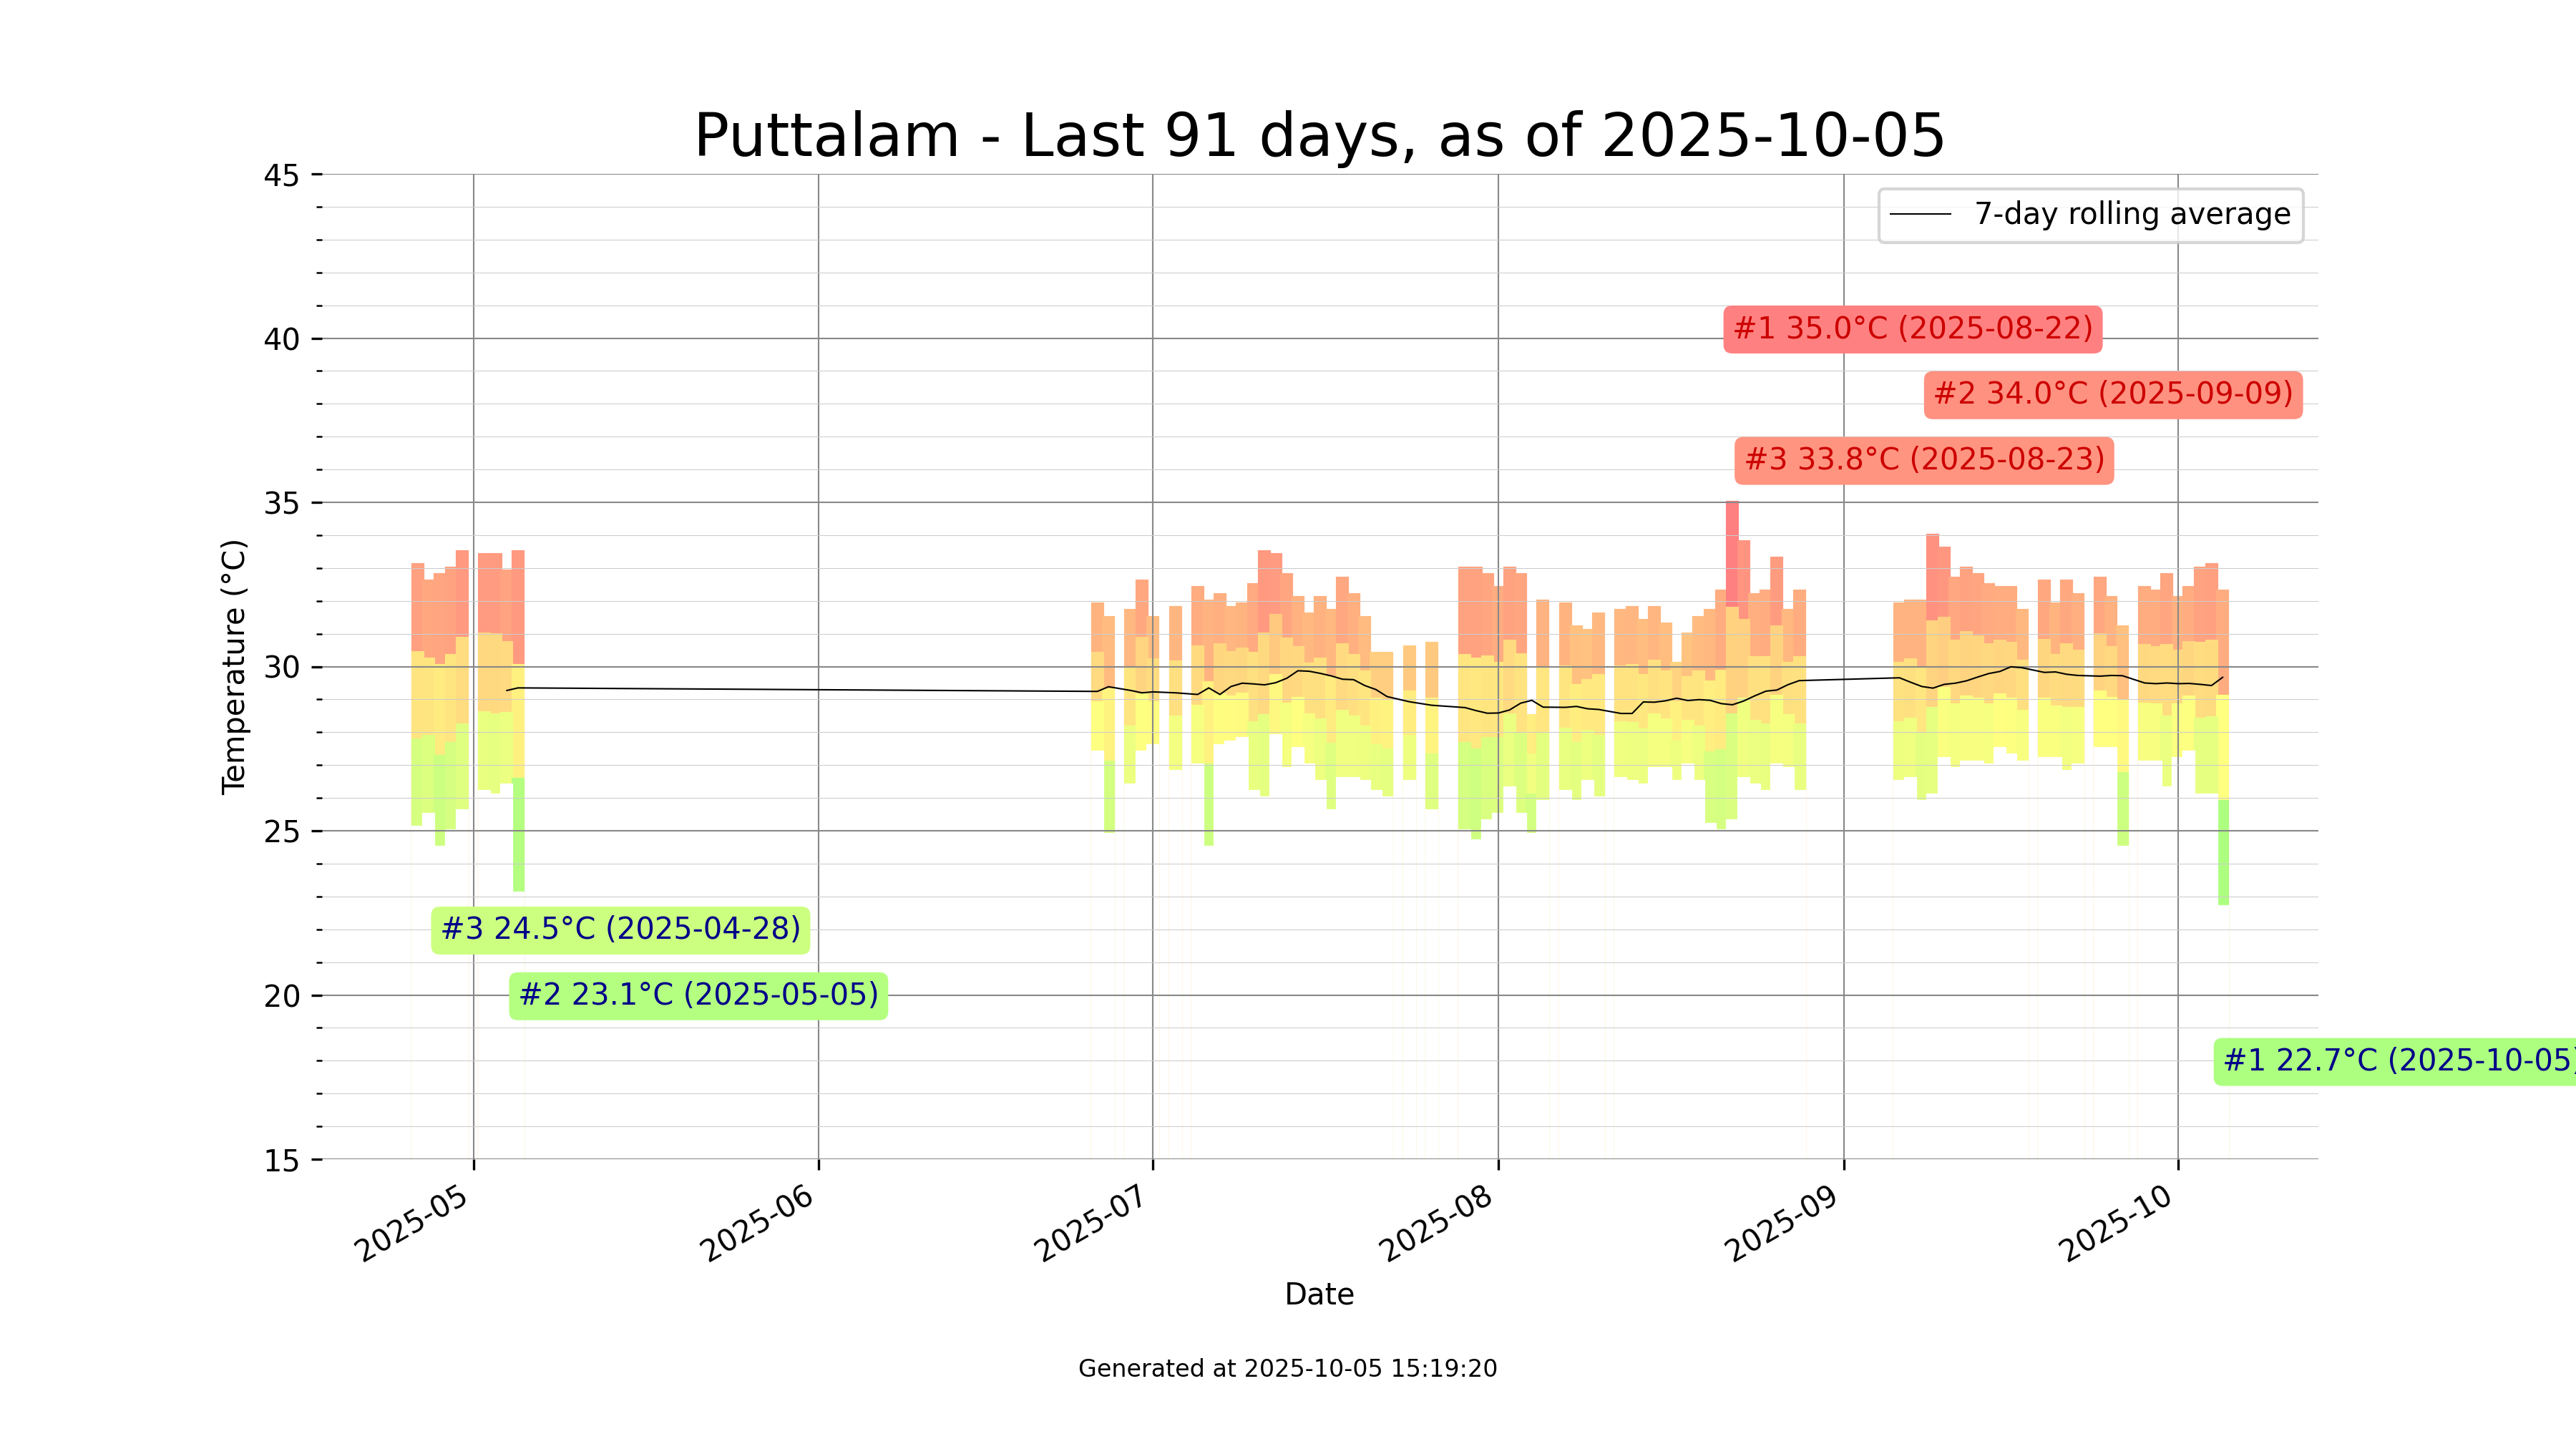 Puttalam - Last 91 days, as of 2025-10-05
45
7-day rolling average
#1 35.0°C (2025-08-22)
40
#2 34.0°C (2025-09-09)
#3 33.8°C (2025-08-23)
35
Temperature (°C)
30
25
#3 24.5°C (2025-04-28)
#2 23.1°C (2025-05-05)
20
#1 22.7°C (2025-10-05)
15
2025-05
2025-06
2025-07
2025-08
2025-09
2025-10
Date
Generated at 2025-10-05 15:19:20